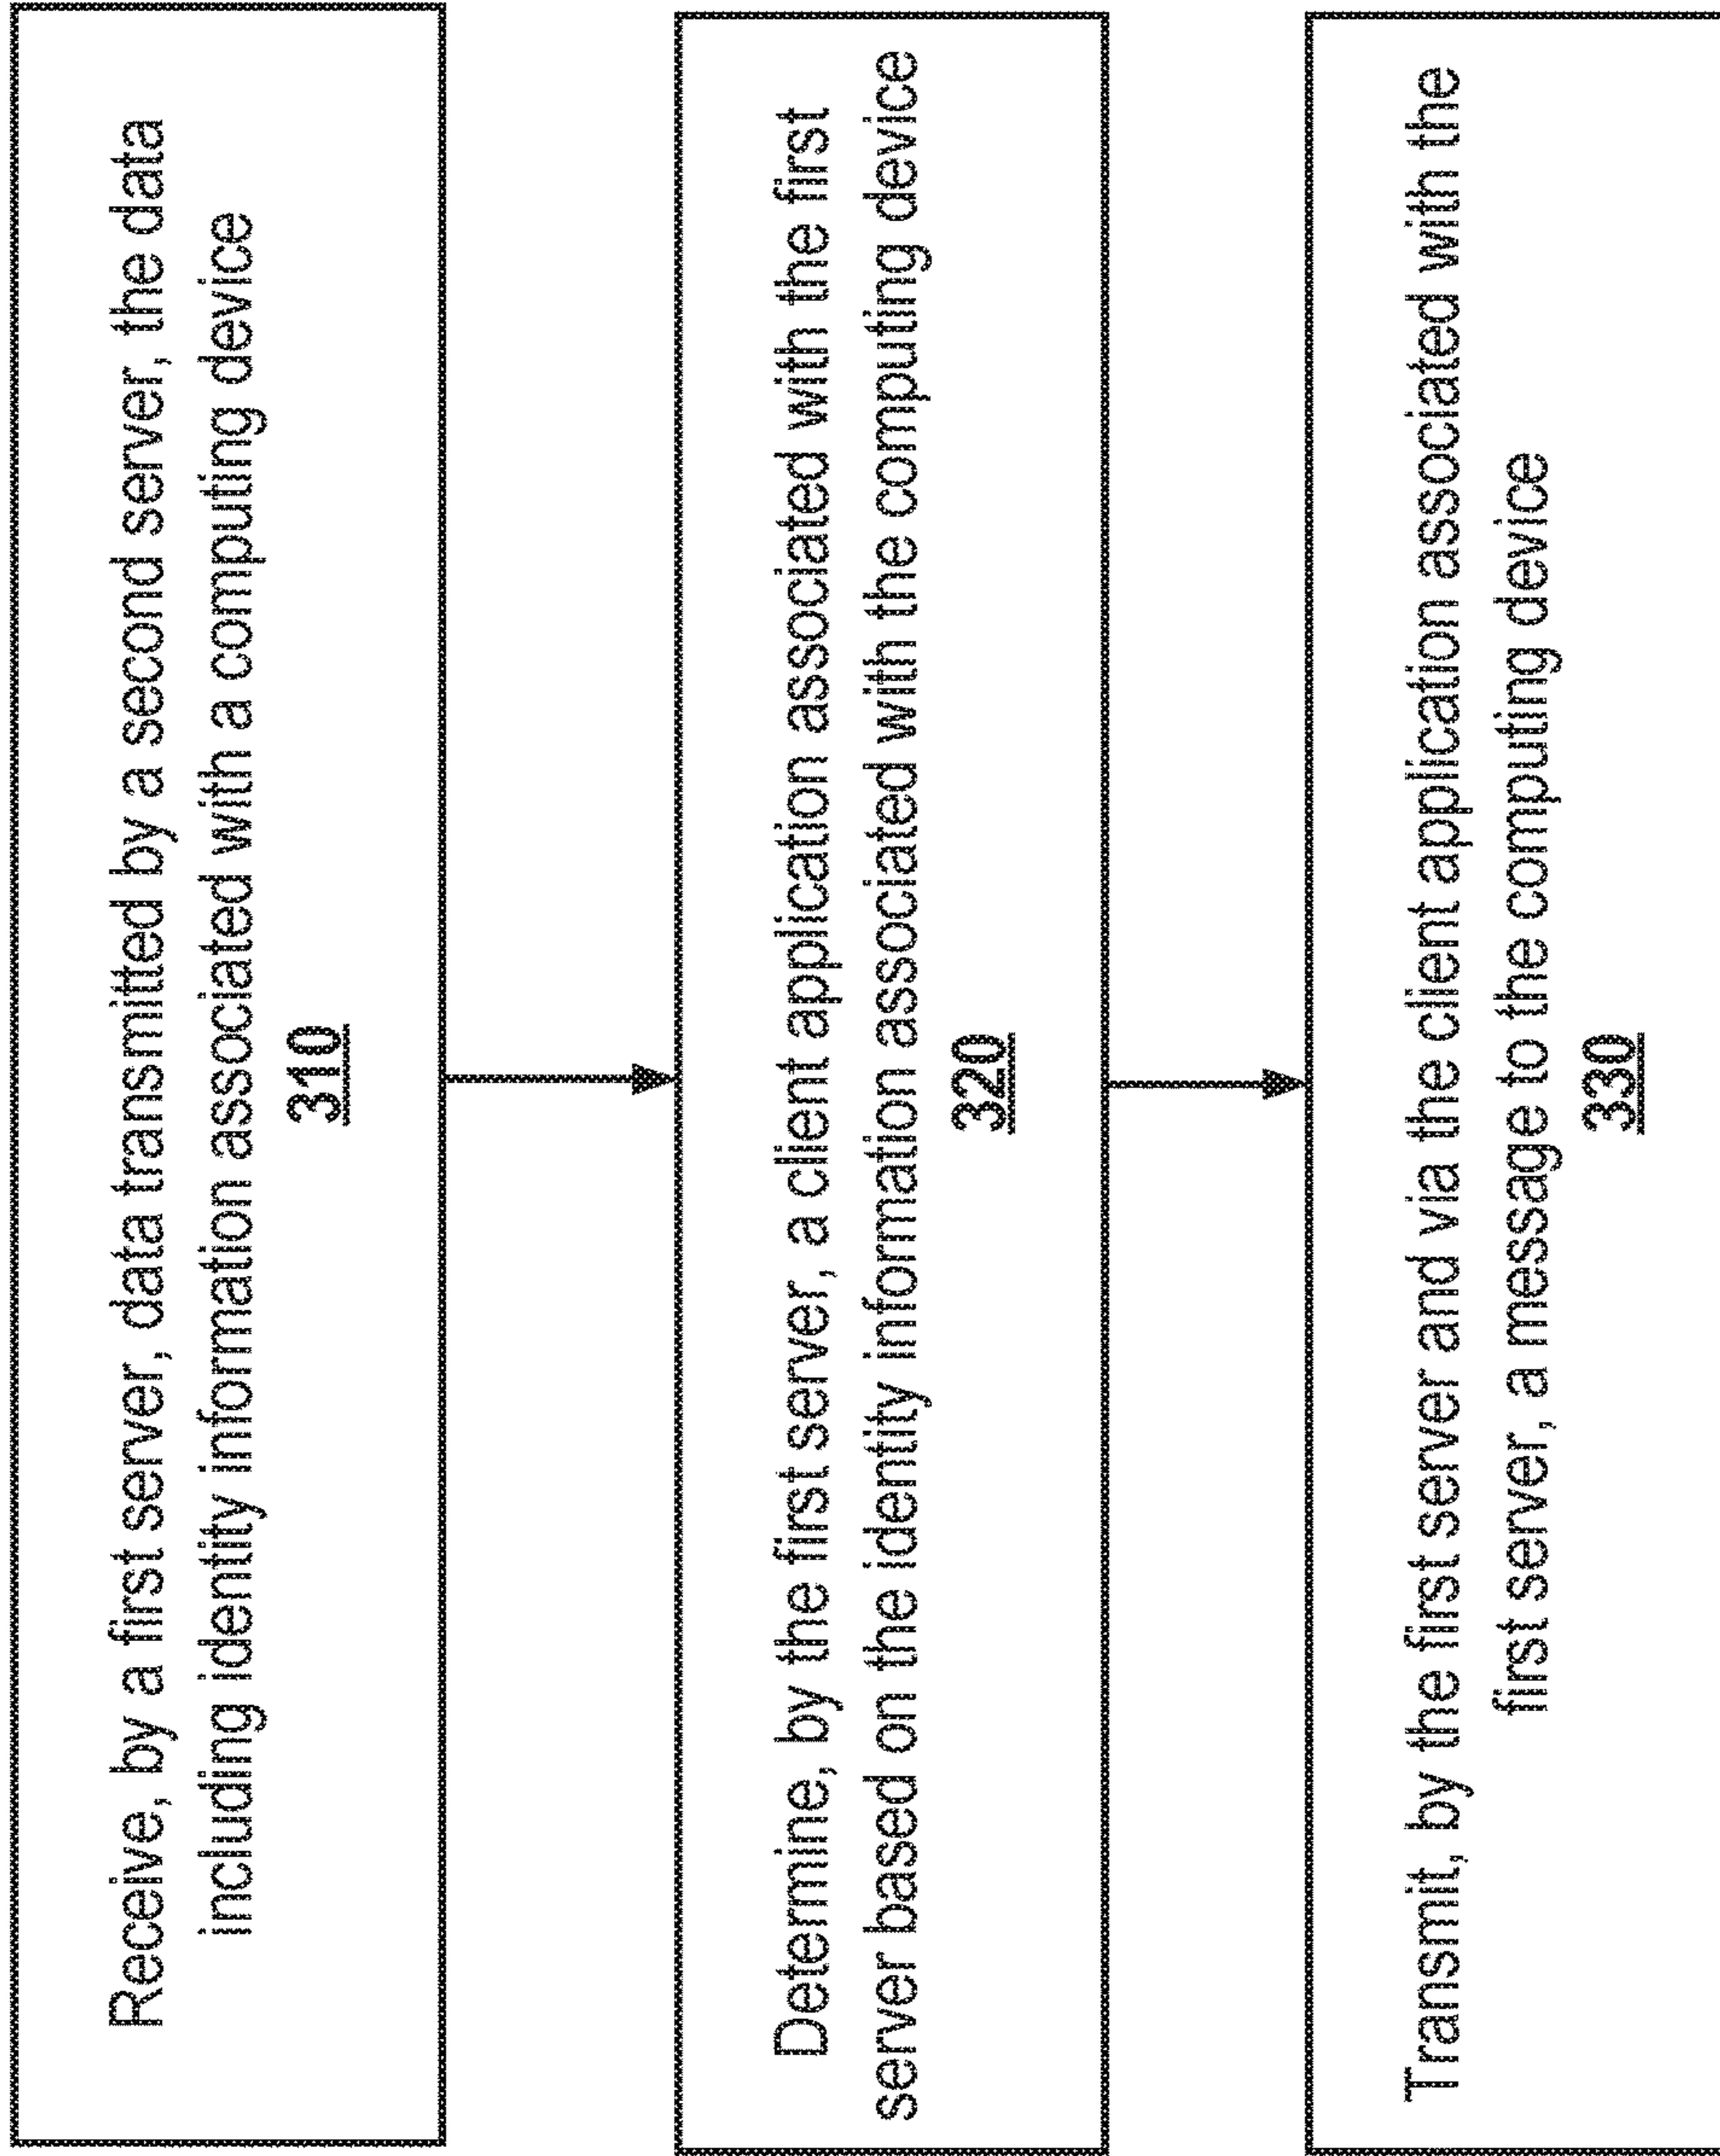 Receive, by a first server, data transmitted by a second server, the data
including identity information associated with a computing device
310
Determine, by the first server, a client application associated with the first
server based on the identity information associated with the computing device
320
Transmit, by the first server and via the client application associated with the
first server, a message to the computing device
330